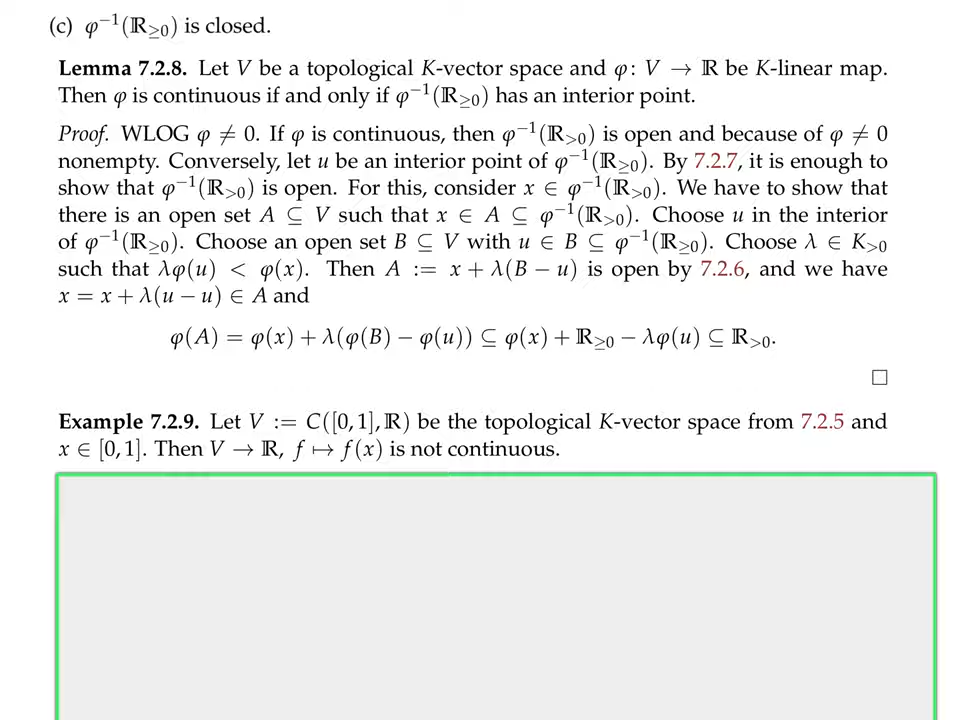 (c) φ⁻¹(ℝ≥0) is closed.
Lemma 7.2.8. Let V be a topological K-vector space and φ: V → ℝ be K-linear map.
Then φ is continuous if and only if φ⁻¹(ℝ≥0) has an interior point.
Proof. WLOG φ ≠ 0. If φ is continuous, then φ⁻¹(ℝ>0) is open and because of φ ≠ 0
nonempty. Conversely, let u be an interior point of φ⁻¹(ℝ≥0). By 7.2.7, it is enough to
show that φ⁻¹(ℝ>0) is open. For this, consider x ∈ φ⁻¹(ℝ>0). We have to show that
there is an open set A ⊆ V such that x ∈ A ⊆ φ⁻¹(ℝ>0). Choose u in the interior
of φ⁻¹(ℝ≥0). Choose an open set B ⊆ V with u ∈ B ⊆ φ⁻¹(ℝ≥0). Choose λ ∈ K>0
such that λφ(u) < φ(x). Then A := x + λ(B − u) is open by 7.2.6, and we have
x = x + λ(u − u) ∈ A and
φ(A) = φ(x) + λ(φ(B) − φ(u)) ⊆ φ(x) + ℝ≥0 − λφ(u) ⊆ ℝ>0.
□
Example 7.2.9. Let V := C([0,1],ℝ) be the topological K-vector space from 7.2.5 and
x ∈ [0,1]. Then V → ℝ, f ↦ f(x) is not continuous.